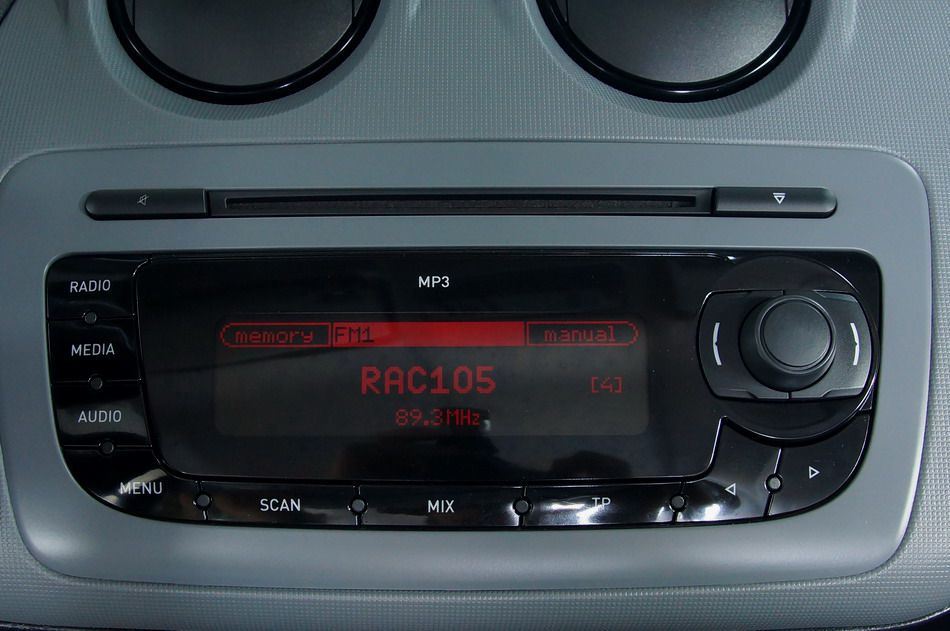 MP3
RADIO
MEDIA
AUDIO
MENU
memory FM1 manual
RAC105 [4]
89.3MHz
SCAN MIX TP